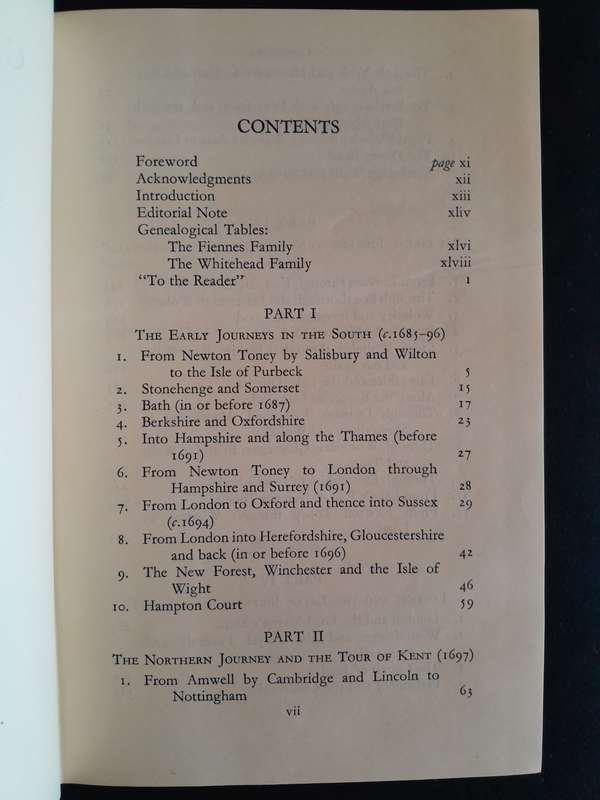 CONTENTS
Foreword page xi
Acknowledgments xii
Introduction xiii
Editorial Note xliv
Genealogical Tables:
The Fiennes Family xlvi
The Whitehead Family xlviii
“To the Reader” 1
PART I
The Early Journeys in the South (c.1685–96)
1. From Newton Toney by Salisbury and Wilton
to the Isle of Purbeck 5
2. Stonehenge and Somerset 15
3. Bath (in or before 1687) 17
4. Berkshire and Oxfordshire 23
5. Into Hampshire and along the Thames (before
1691) 27
6. From Newton Toney to London through
Hampshire and Surrey (1691) 28
7. From London to Oxford and thence into Sussex 29
(c.1694)
8. From London into Herefordshire, Gloucestershire
and back (in or before 1696) 42
9. The New Forest, Winchester and the Isle of
Wight 46
10. Hampton Court 59
PART II
The Northern Journey and the Tour of Kent (1697)
1. From Amwell by Cambridge and Lincoln to
Nottingham 63
vii